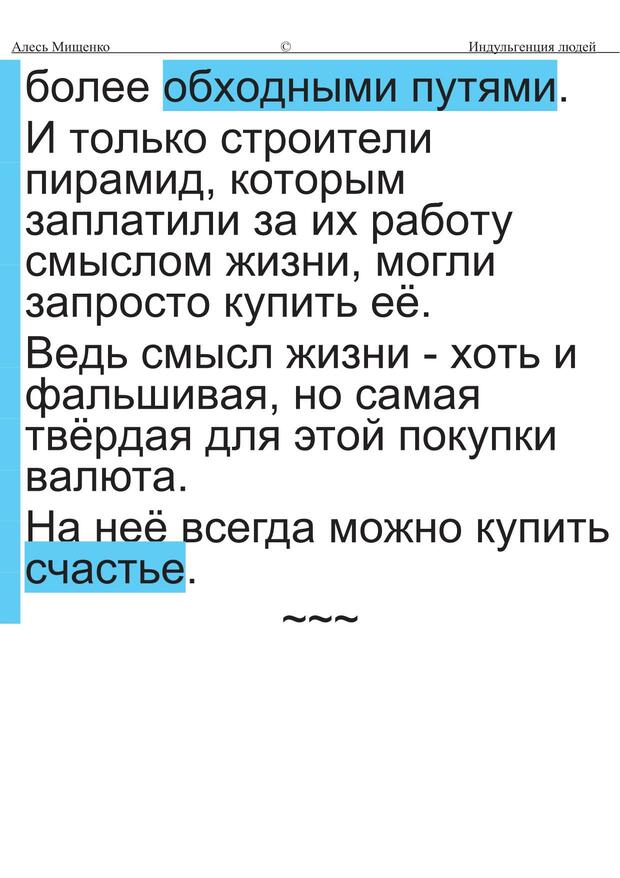 Алесь Мищенко © Индульгенция людей
более обходными путями.
И только строители
пирамид, которым
заплатили за их работу
смыслом жизни, могли
запросто купить её.
Ведь смысл жизни - хоть и
фальшивая, но самая
твёрдая для этой покупки
валюта.
На неё всегда можно купить
счастье.
~~~